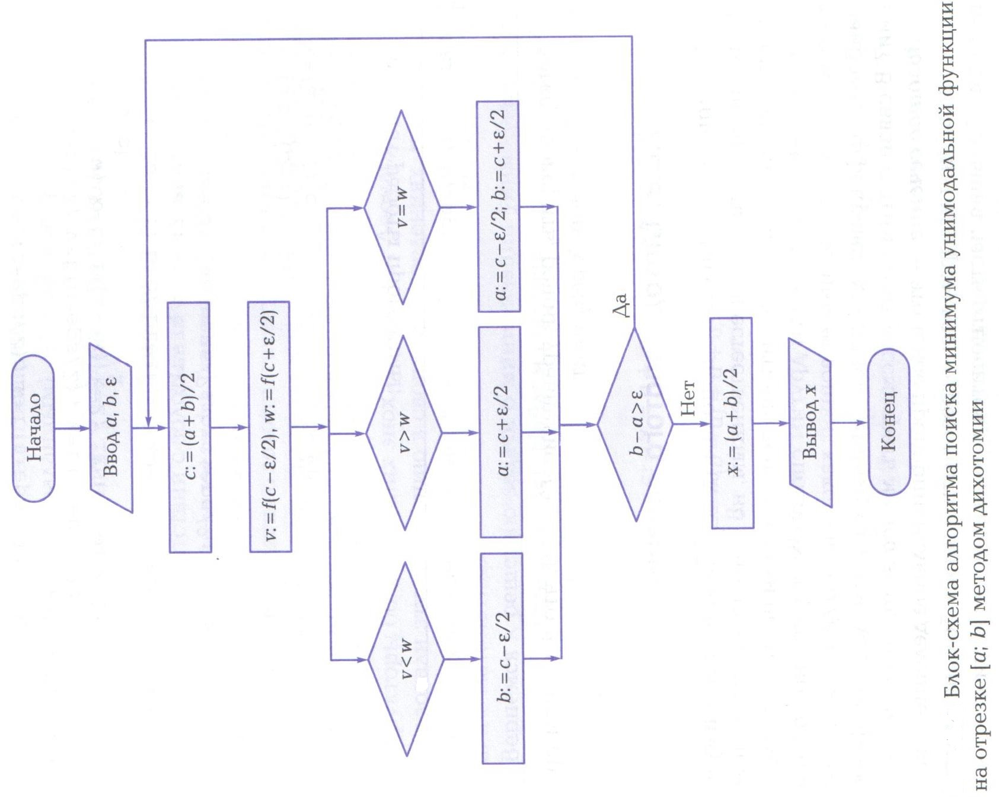 Начало
Ввод a, b, ε
c:=(a+b)/2
v:=f(c−ε/2), w:=f(c+ε/2)
v<w
v>w
v=w
b:=c−ε/2
a:=c+ε/2
a:=c−ε/2; b:=c+ε/2
b−a>ε
Да
Нет
x:=(a+b)/2
Вывод x
Конец
Блок-схема алгоритма поиска минимума унимодальной функции
на отрезке [a; b] методом дихотомии